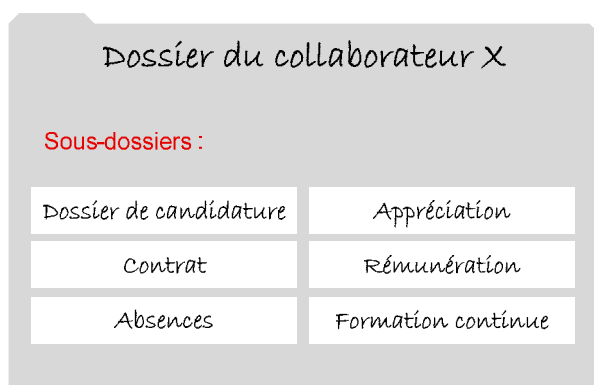 Dossier du collaborateur X
Sous-dossiers :
Dossier de candidature
Appréciation
Contrat
Rémunération
Absences
Formation continue